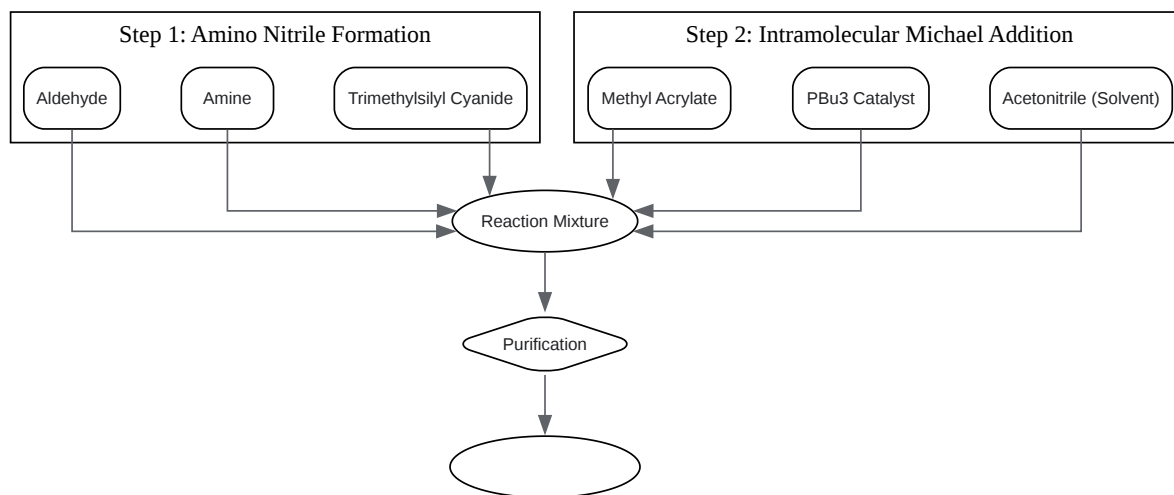 Step 1: Amino Nitrile Formation
Aldehyde
Amine
Trimethylsilyl Cyanide
Step 2: Intramolecular Michael Addition
Methyl Acrylate
PBu3 Catalyst
Acetonitrile (Solvent)
Reaction Mixture
Purification